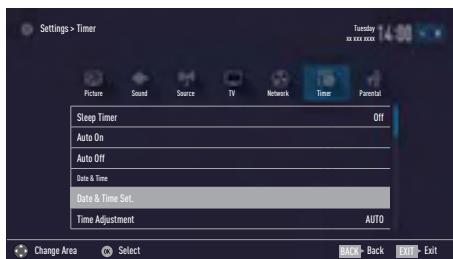 Settings > Timer
Tuesday
xx xxx xxxx
14:00
Picture Sound Source TV Network Timer Parental
Sleep Timer Off
Auto On
Auto Off
Date & Time
Date & Time Set.
Time Adjustment AUTO
Change Area OK Select BACK Back EXIT Exit